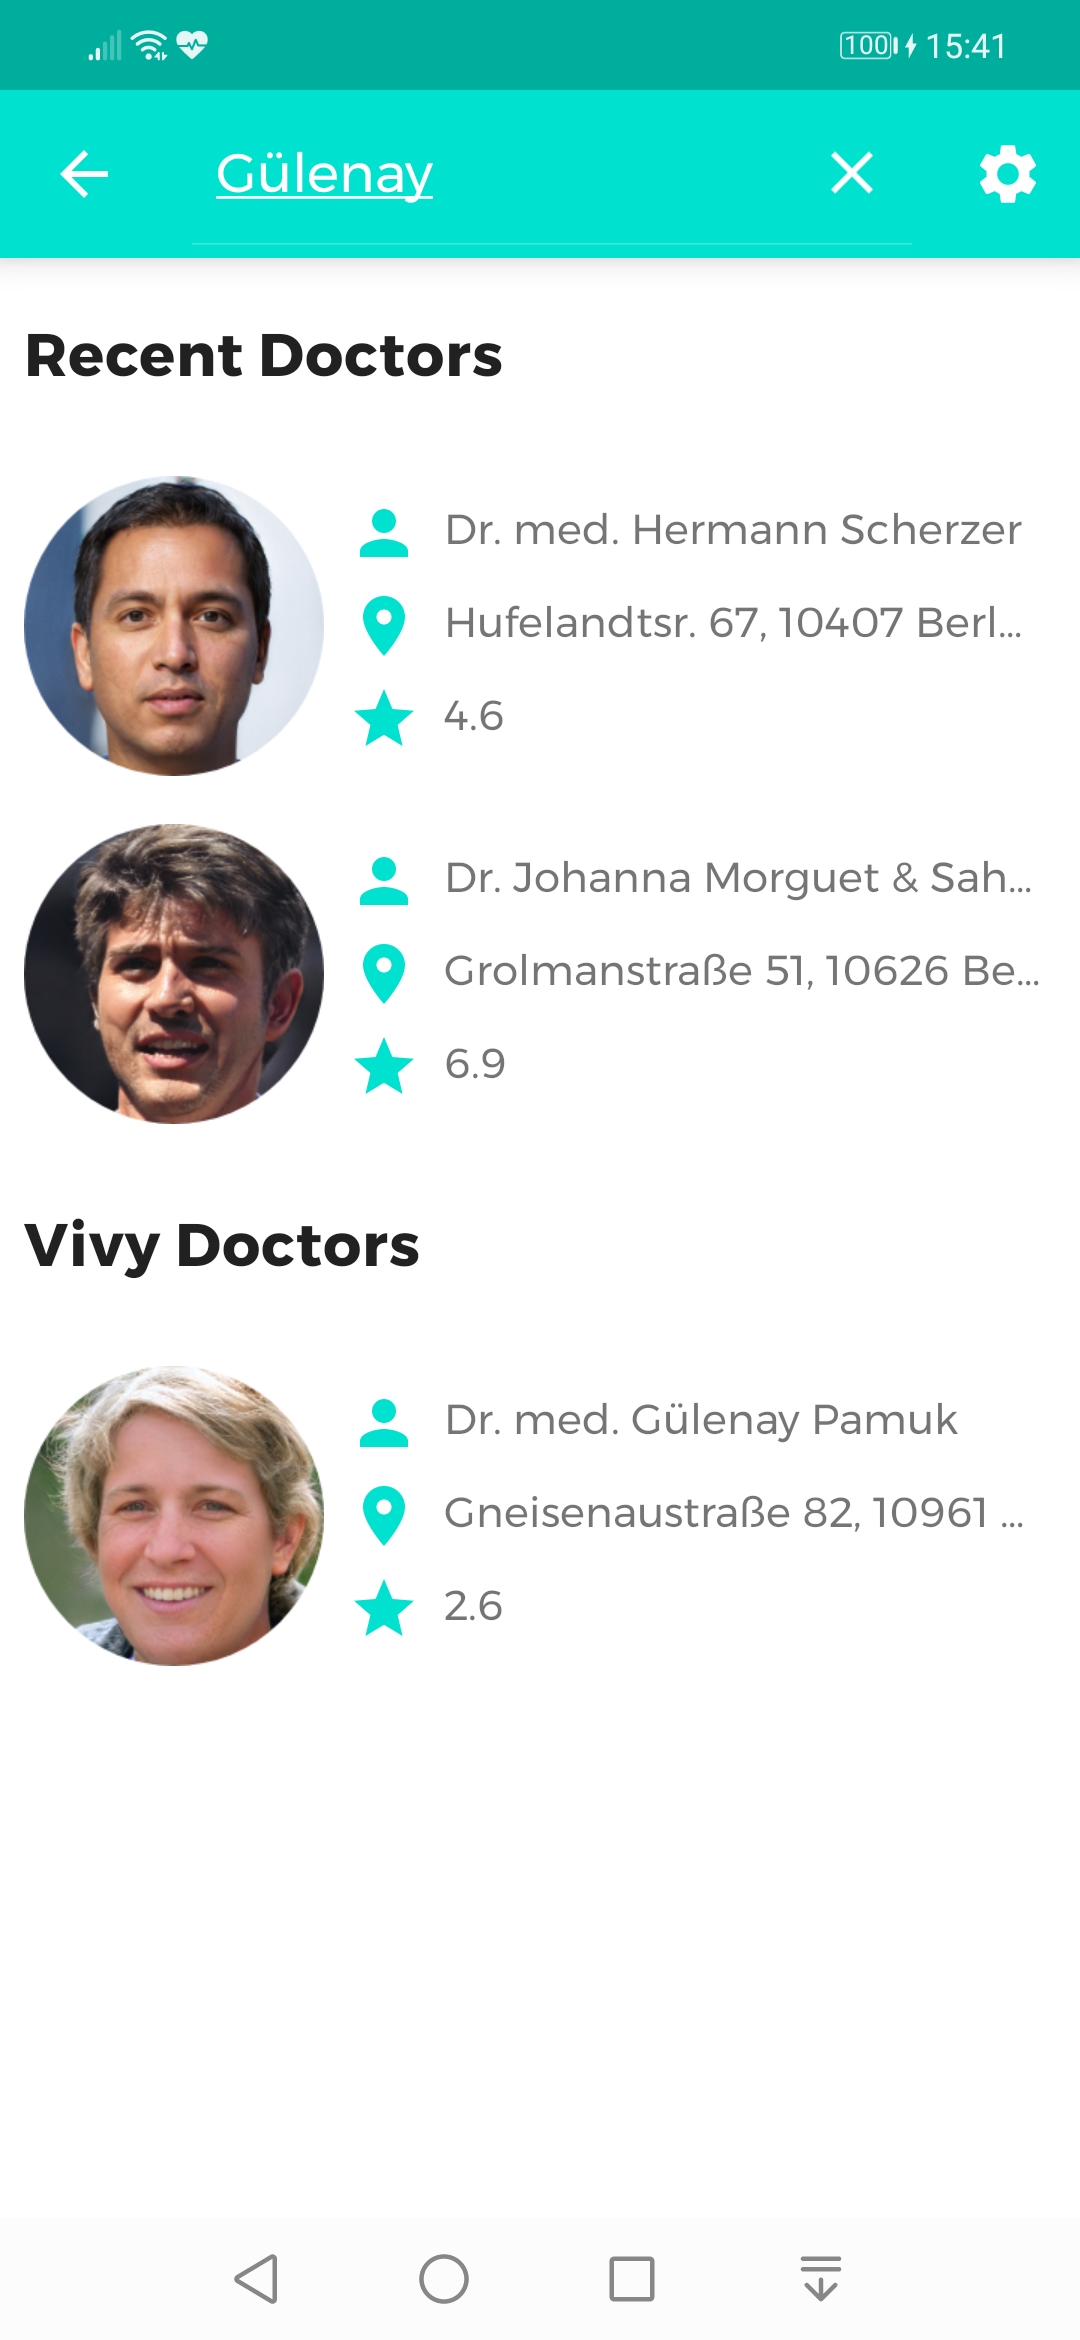 100 15:41
Gülenay
Recent Doctors
Dr. med. Hermann Scherzer
Hufelandtsr. 67, 10407 Berl...
4.6
Dr. Johanna Morguet & Sah...
Grolmanstraße 51, 10626 Be...
6.9
Vivy Doctors
Dr. med. Gülenay Pamuk
Gneisenaustraße 82, 10961 ...
2.6